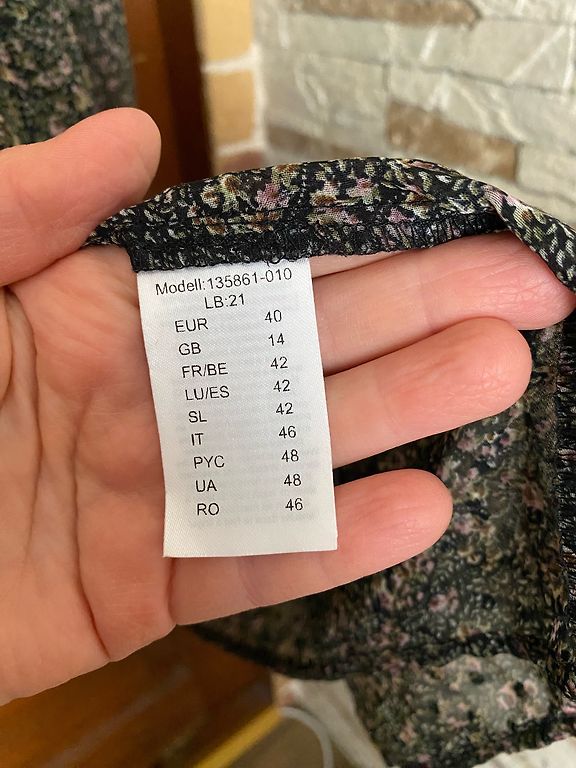 Modell:135861-010
LB:21
EUR 40
GB 14
FR/BE 42
LU/ES 42
SL 42
IT 46
РУС 48
UA 48
RO 46